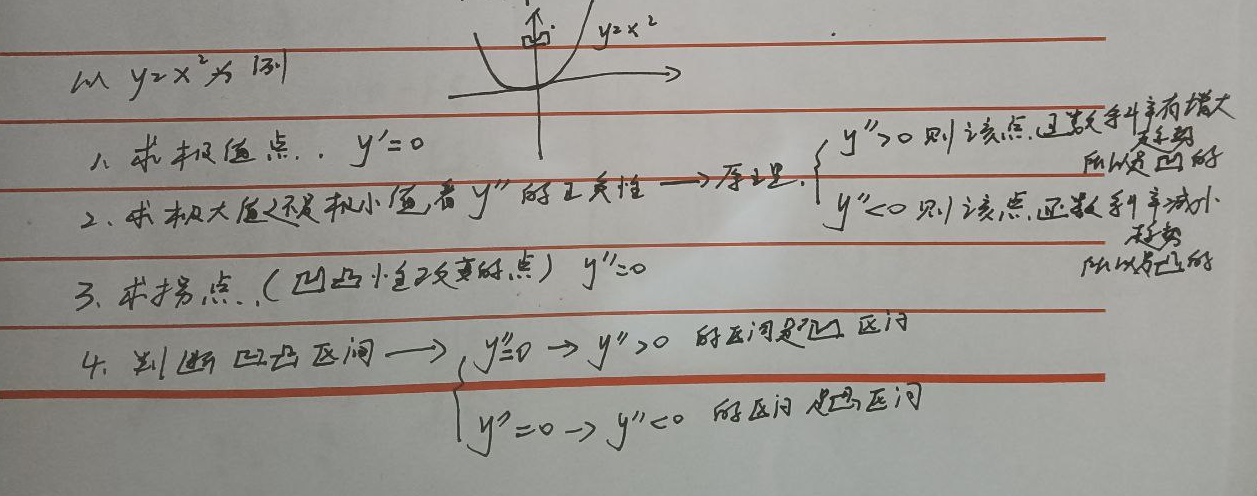 y=x²
以 y=x² 为例
1. 求极值点.. y'=0
2. 求极大值还是极小值,看y''的正负性 → 原理.
y''>0 则该点.函数斜率有增大趋势
所以是凹的
y''<0 则该点.函数斜率减小
趋势
所以是凸的
3. 求拐点..(凹凸性改变的点) y''=0
4. 判断凹凸区间 → y''=0 → y''>0 的区间是凹区间
y''=0 → y''<0 的区间是凸区间